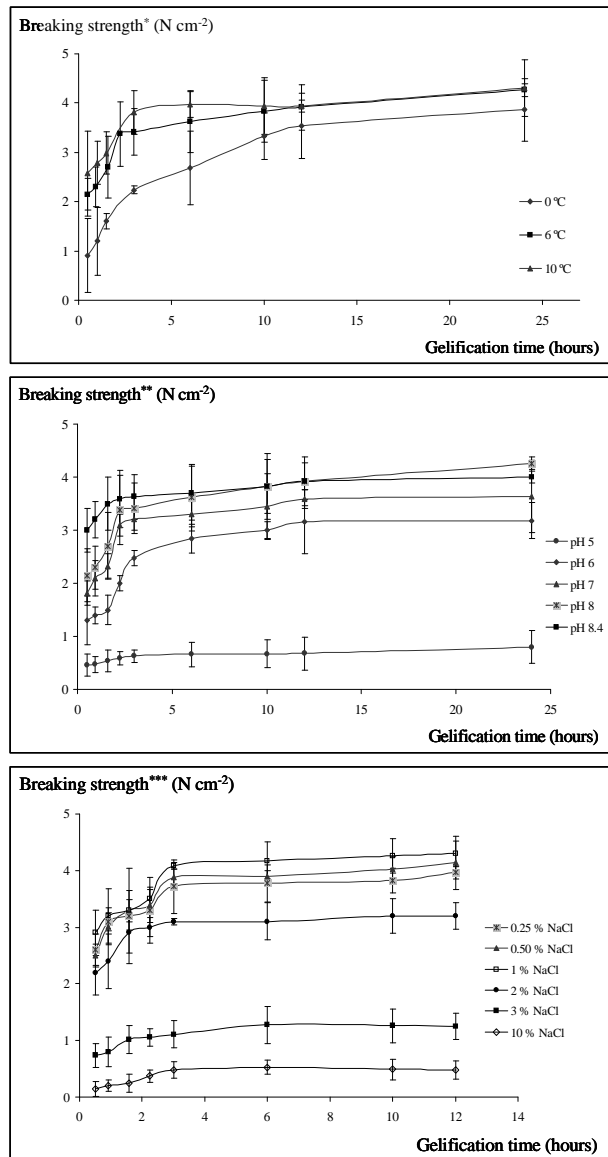 Breaking strength* (N cm-2)
5
4
3
2
1
0
0 5 10 15 20 25
0 ºC
6 ºC
10 ºC
Gelification time (hours)
Breaking strength** (N cm-2)
5
4
3
2
1
0
0 5 10 15 20 25
pH 5
pH 6
pH 7
pH 8
pH 8.4
Gelification time (hours)
Breaking strength*** (N cm-2)
5
4
3
2
1
0
0 2 4 6 8 10 12 14
0.25 % NaCl
0.50 % NaCl
1 % NaCl
2 % NaCl
3 % NaCl
10 % NaCl
Gelification time (hours)